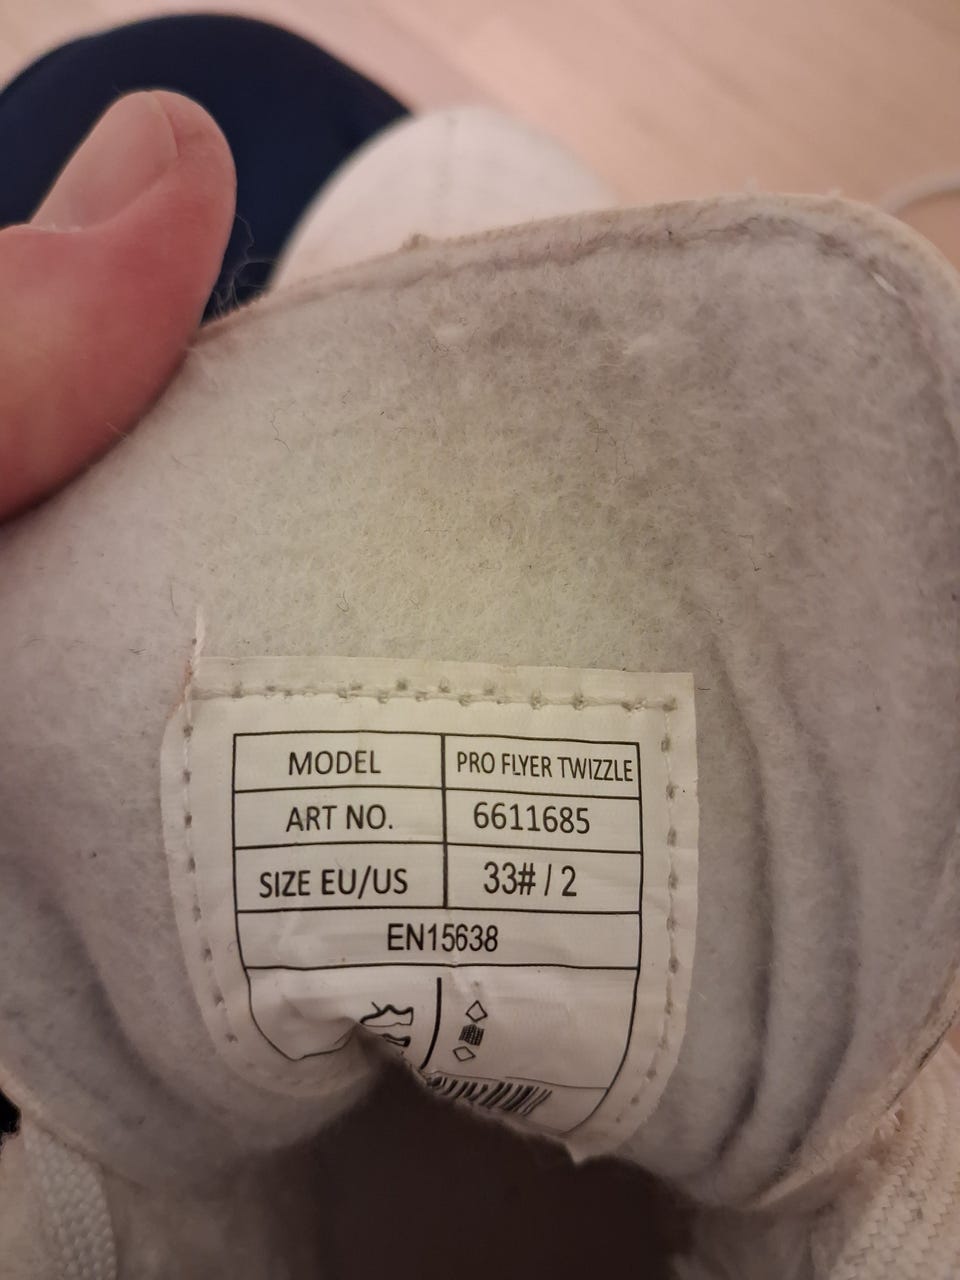 MODEL PRO FLYER TWIZZLE
ART NO. 6611685
SIZE EU/US 33# / 2
EN15638